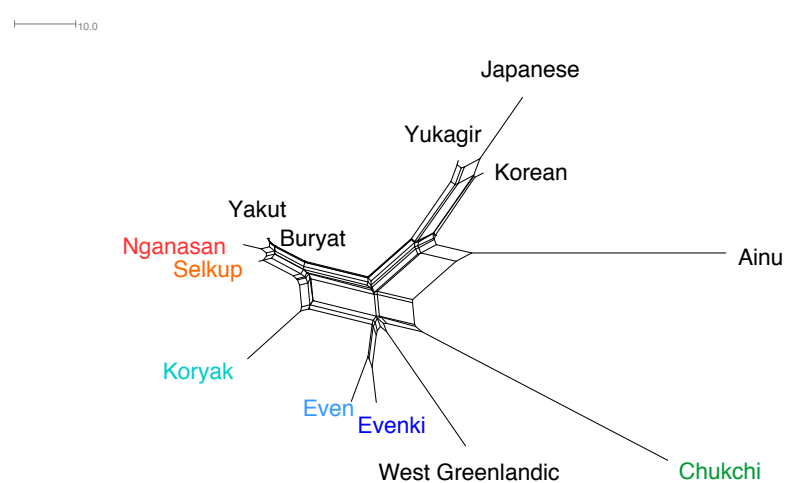 10.0
Japanese
Yukagir
Korean
Yakut
Buryat
Nganasan
Selkup
Ainu
Koryak
Even
Evenki
West Greenlandic
Chukchi